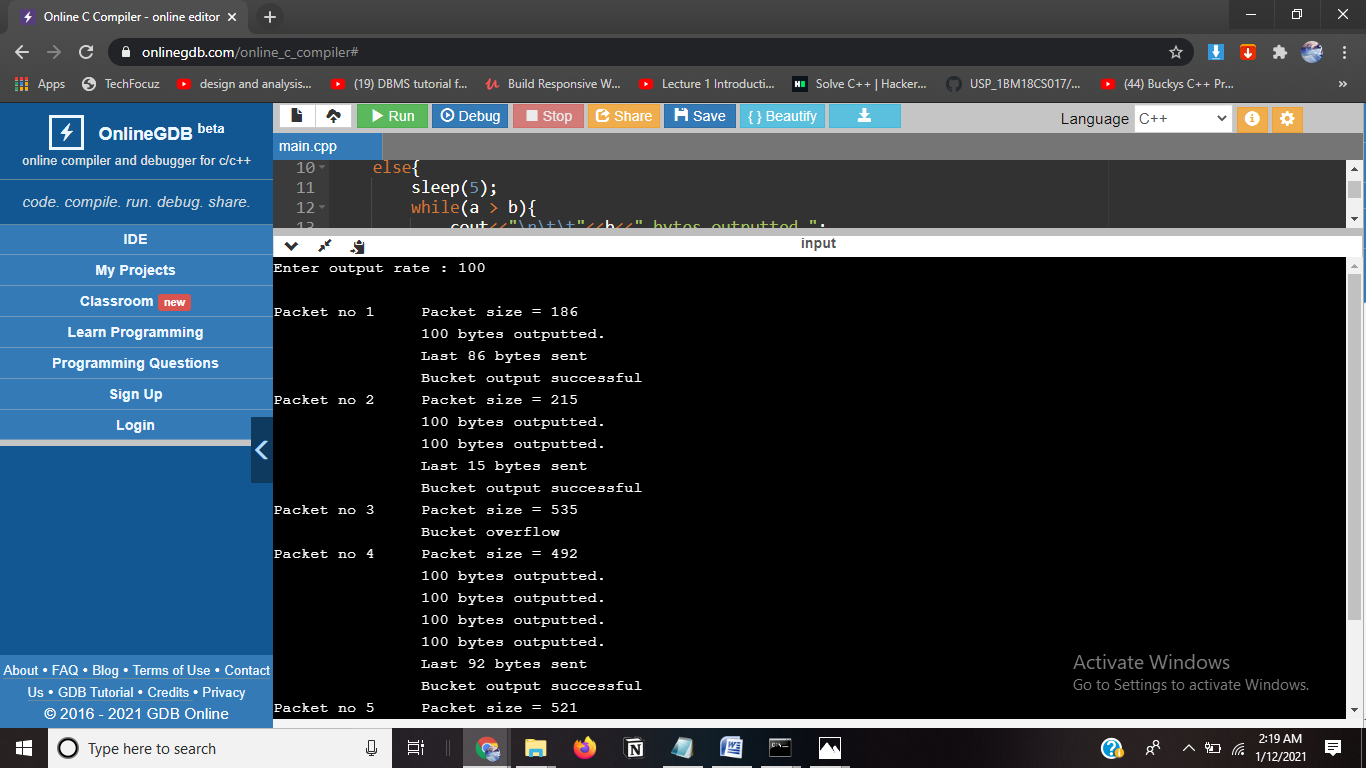 Online C Compiler - online editor
onlinegdb.com/online_c_compiler#
Apps TechFocuz design and analysis... (19) DBMS tutorial f... Build Responsive W... Lecture 1 Introducti... Solve C++ | Hacker... USP_1BM18CS017/... (44) Buckys C++ Pr... »
OnlineGDB beta
online compiler and debugger for c/c++
code. compile. run. debug. share.
IDE
My Projects
Classroom new
Learn Programming
Programming Questions
Sign Up
Login
About • FAQ • Blog • Terms of Use • Contact
Us • GDB Tutorial • Credits • Privacy
© 2016 - 2021 GDB Online
Run Debug Stop Share Save { } Beautify Language C++
main.cpp
10 else{
11 sleep(5);
12 while(a > b){
13 cout<<"\n\t\t"<<b<<" bytes outputted.";
input
Enter output rate : 100
Packet no 1 Packet size = 186
100 bytes outputted.
Last 86 bytes sent
Bucket output successful
Packet no 2 Packet size = 215
100 bytes outputted.
100 bytes outputted.
Last 15 bytes sent
Bucket output successful
Packet no 3 Packet size = 535
Bucket overflow
Packet no 4 Packet size = 492
100 bytes outputted.
100 bytes outputted.
100 bytes outputted.
100 bytes outputted.
Last 92 bytes sent
Bucket output successful
Packet no 5 Packet size = 521
Activate Windows
Go to Settings to activate Windows.
Type here to search
2:19 AM
1/12/2021